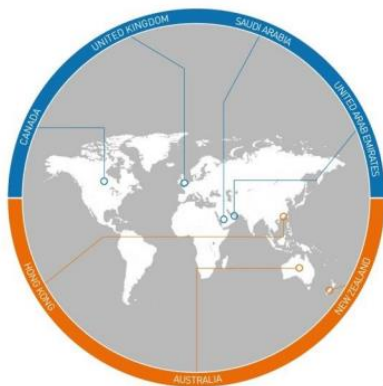 CANADA
UNITED KINGDOM
SAUDI ARABIA
UNITED ARAB EMIRATES
HONG KONG
AUSTRALIA
NEW ZEALAND